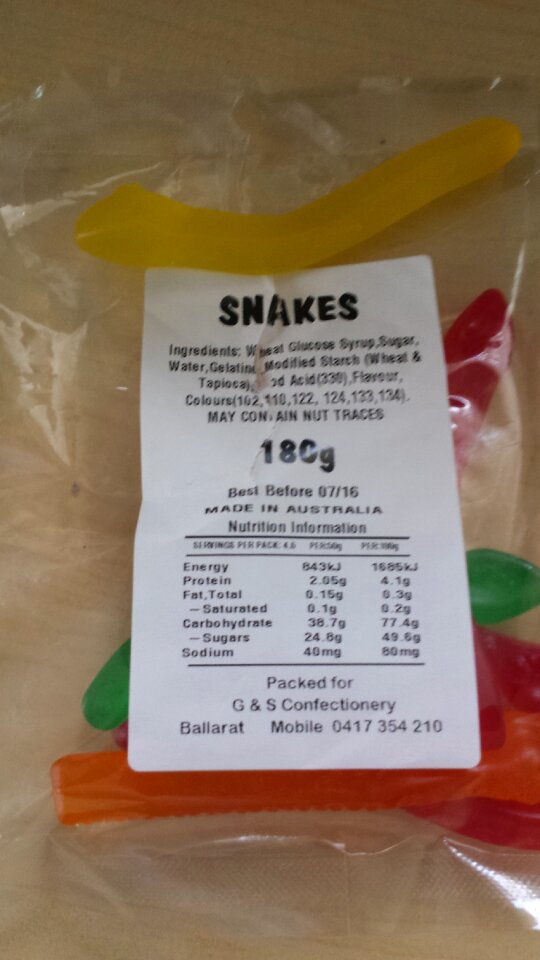 SNAKES
Ingredients: Wheat Glucose Syrup,Sugar,
Water,Gelatine, Modified Starch (Wheat &
Tapioca), Acid(330),Flavour,
Colours(102,110,122, 124,133,134).
MAY CONTAIN NUT TRACES
180g
Best Before 07/16
MADE IN AUSTRALIA
Nutrition Information
SERVINGS PER PACK: 4.6 PER:50g PER:100g
Energy 843kJ 1685kJ
Protein 2.05g 4.1g
Fat,Total 0.15g 0.3g
—Saturated 0.1g 0.2g
Carbohydrate 38.7g 77.4g
—Sugars 24.8g 49.6g
Sodium 40mg 80mg
Packed for
G & S Confectionery
Ballarat Mobile 0417 354 210